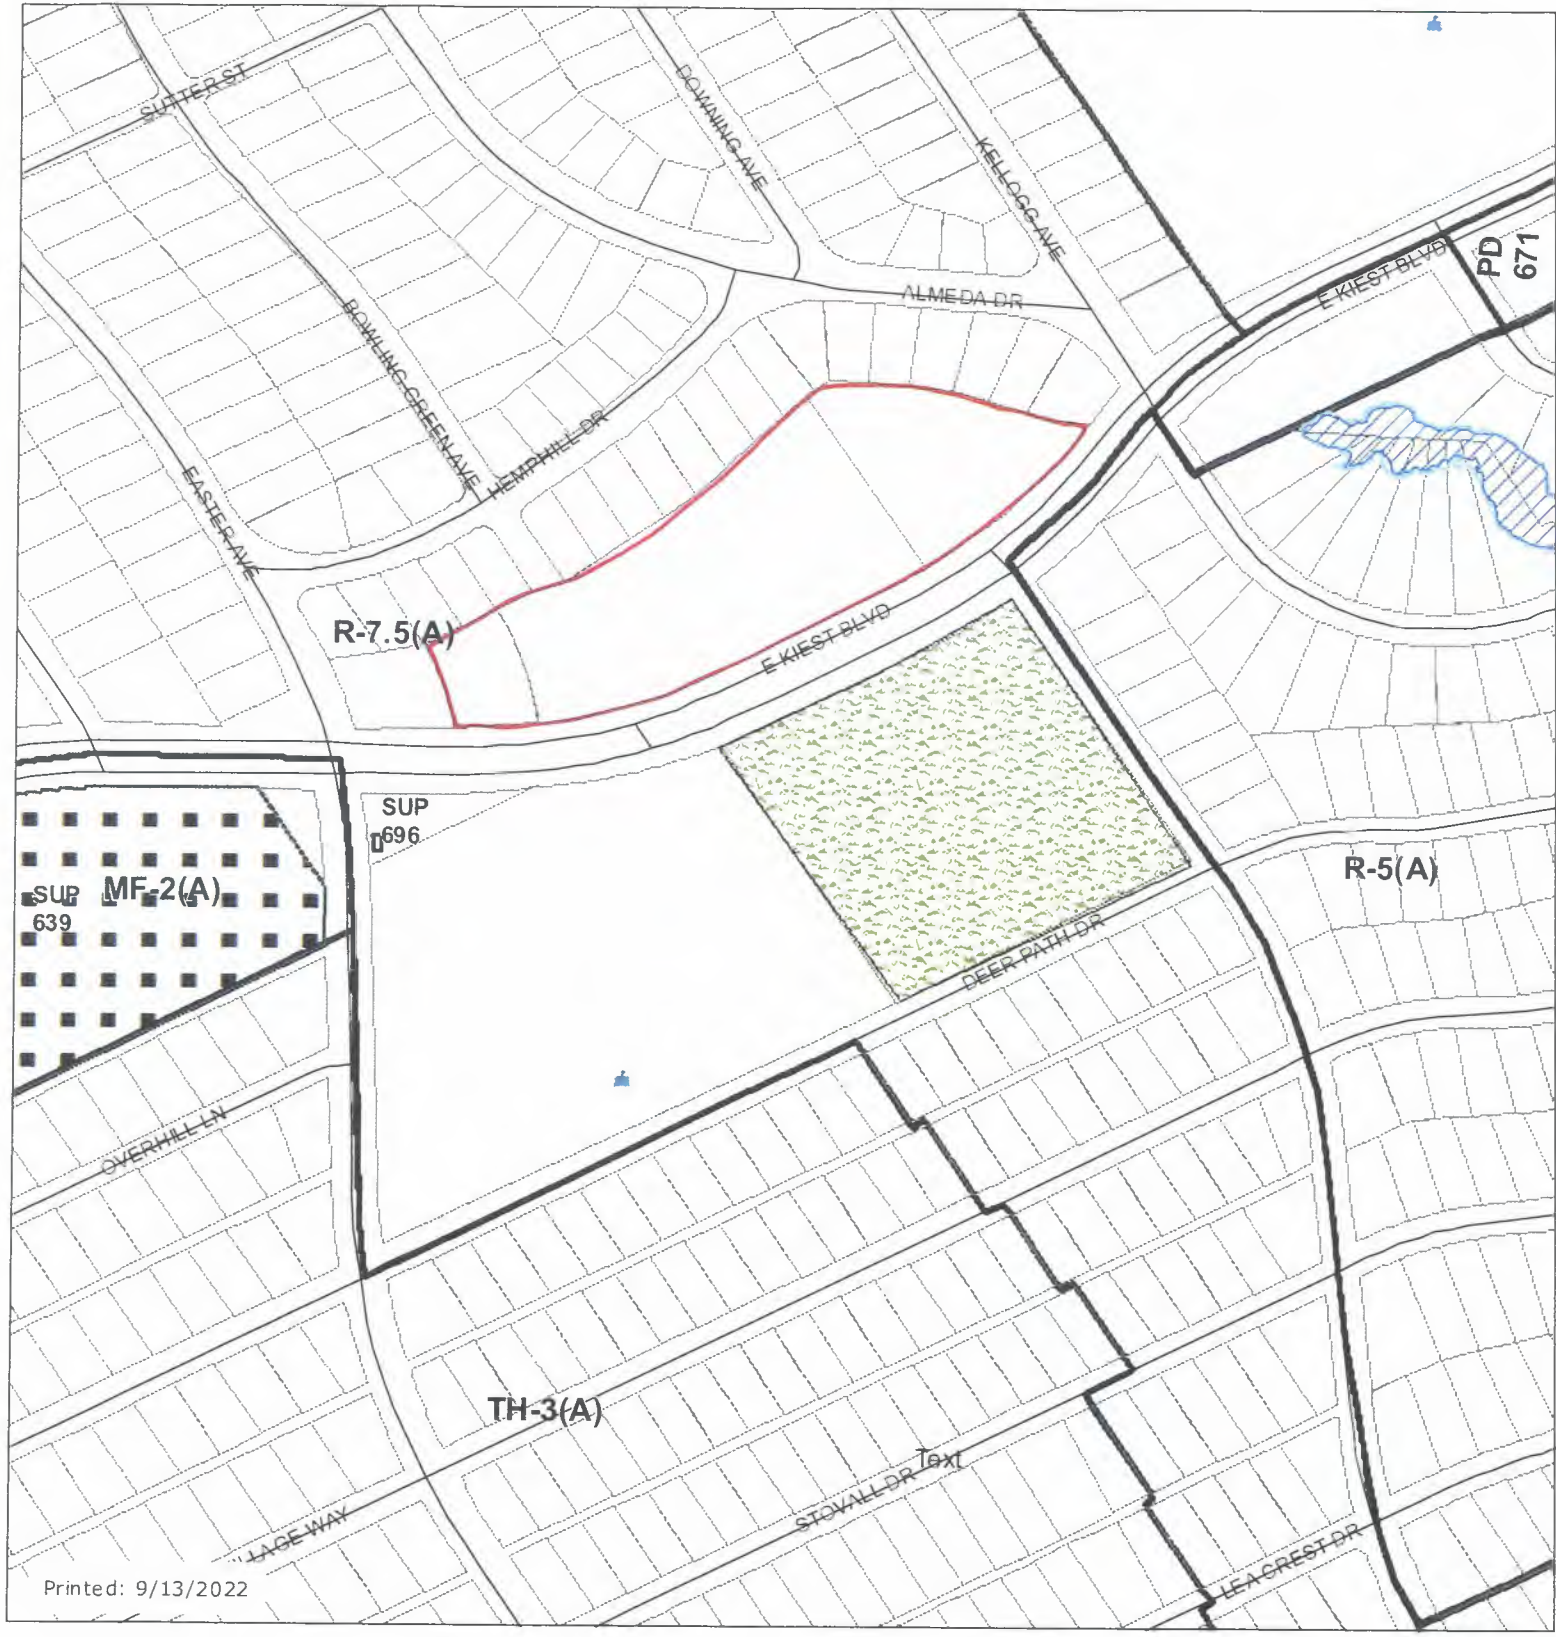 SUTTER ST
DOWNING AVE
KELLOGG AVE
PD
671
E KIEST BLVD
ALMEDA DR
BOWLING GREEN AVE
HEMPHILL DR
EASTER AVE
R-7.5(A)
E KIEST BLVD
SUP
696
R-5(A)
MF-2(A)
SUP
639
DEER PATH DR
OVERHILL LN
TH-3(A)
Text
STOVALL DR
LAGE WAY
LEA CREST DR
Printed: 9/13/2022